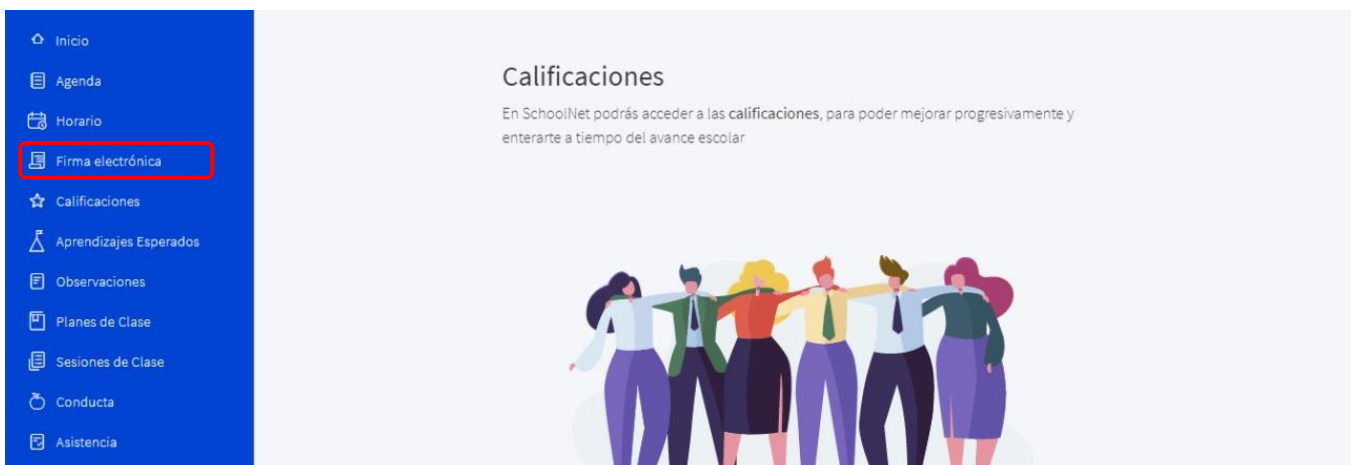 Inicio
Agenda
Horario
Firma electrónica
Calificaciones
Aprendizajes Esperados
Observaciones
Planes de Clase
Sesiones de Clase
Conducta
Asistencia
Calificaciones
En SchoolNet podrás acceder a las calificaciones, para poder mejorar progresivamente y
enterarte a tiempo del avance escolar